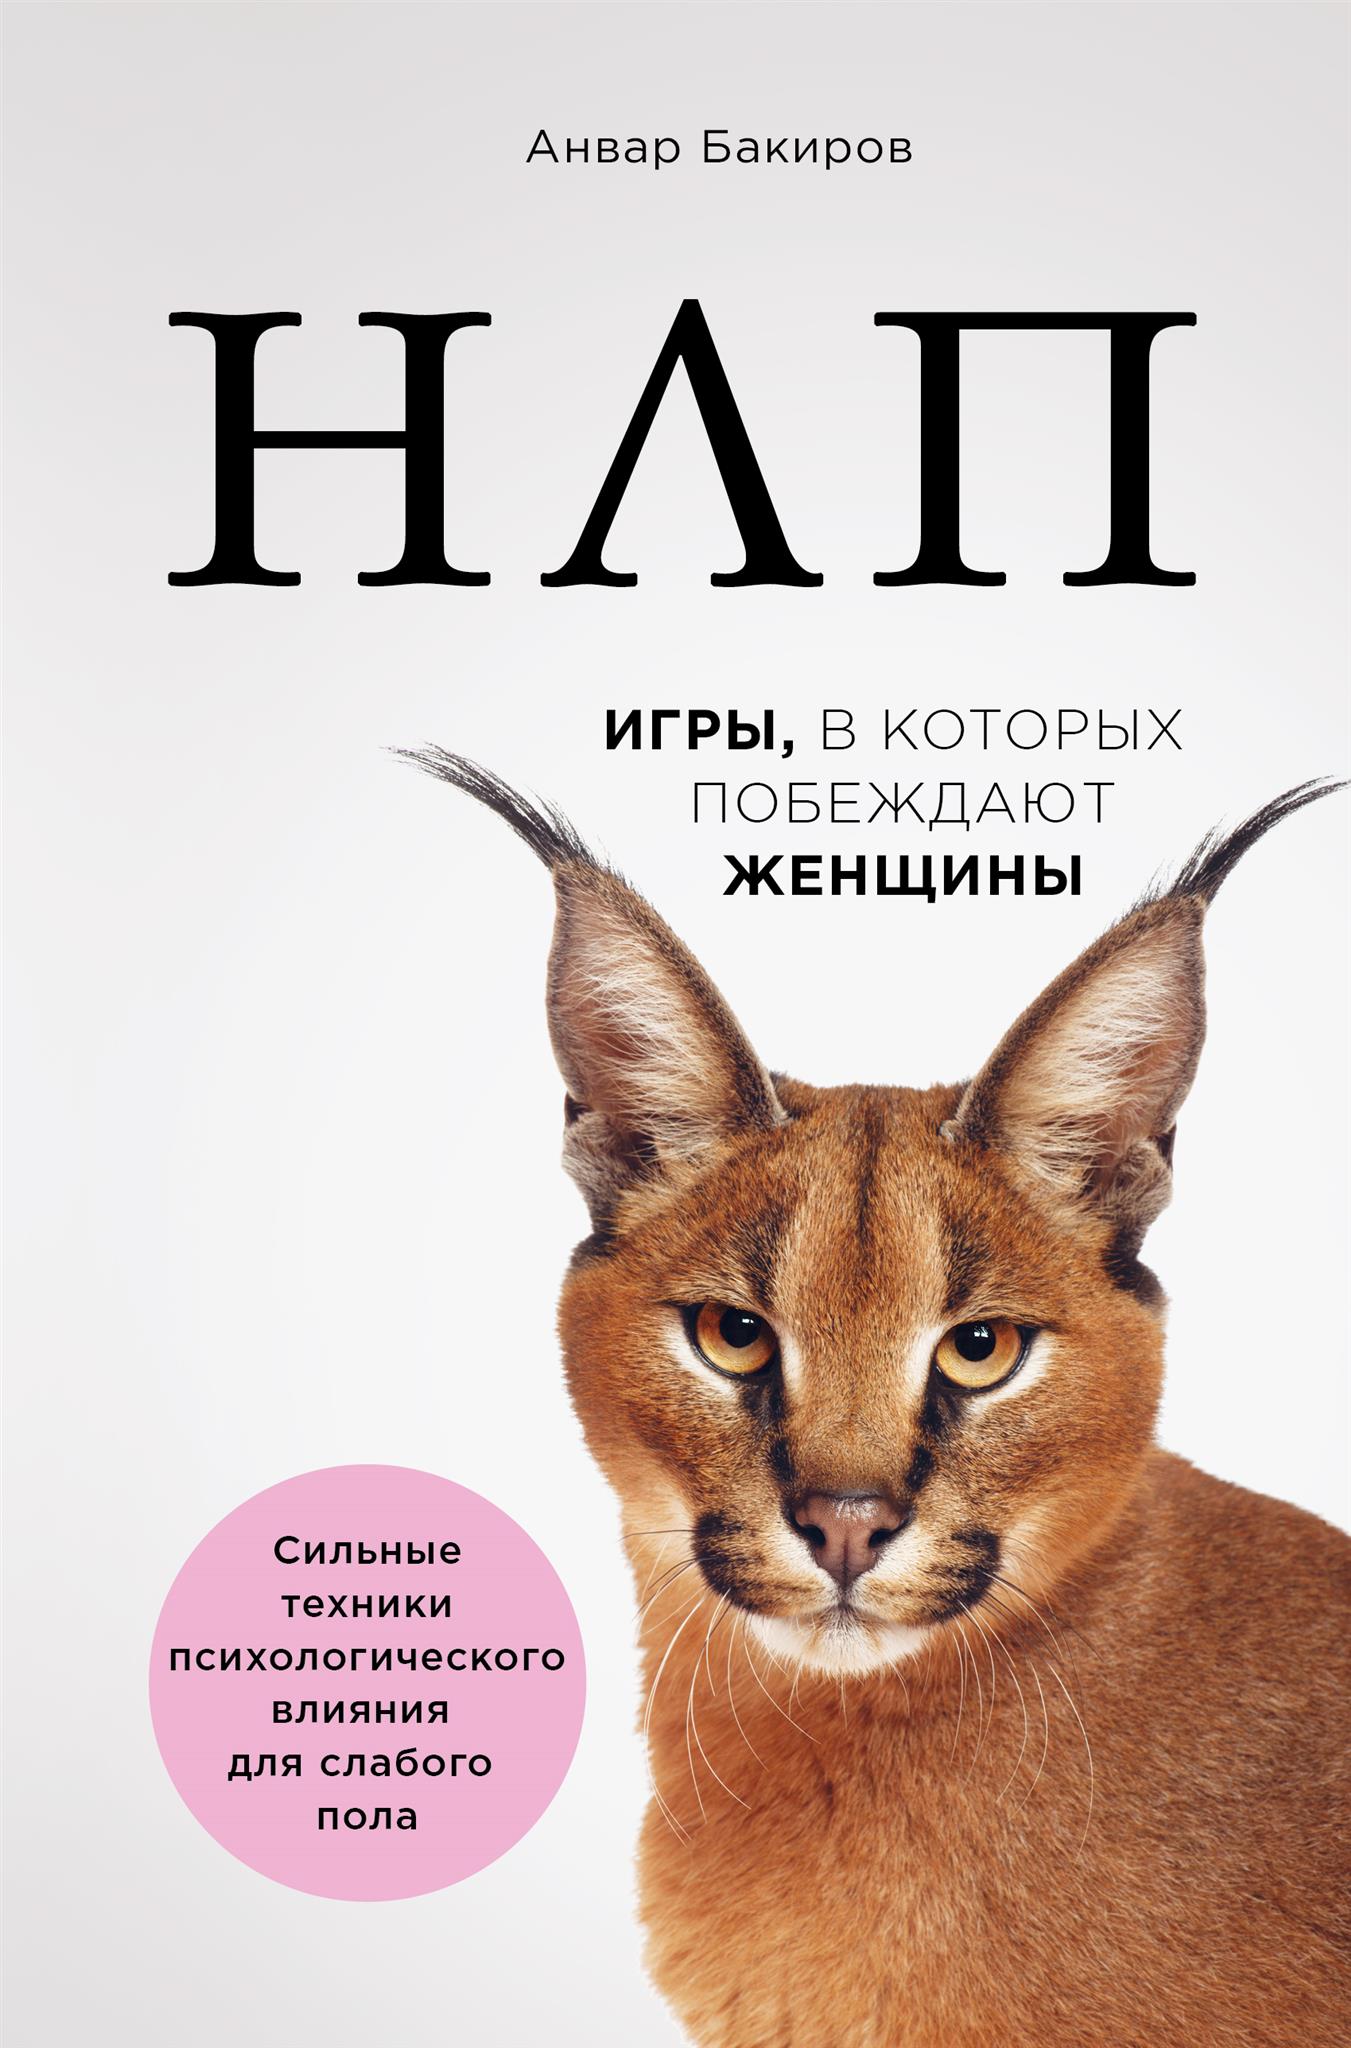 Анвар Бакиров
НЛП
ИГРЫ, В КОТОРЫХ
ПОБЕЖДАЮТ
ЖЕНЩИНЫ
Сильные
техники
психологического
влияния
для слабого
пола